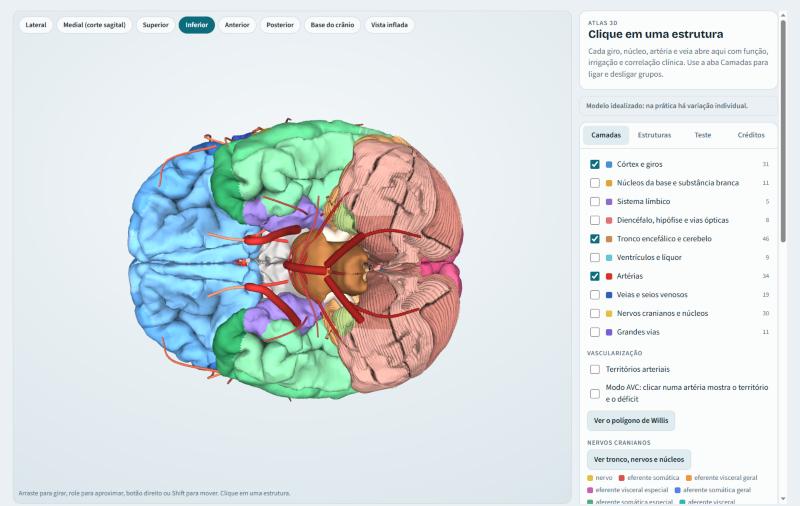 Lateral
Medial (corte sagital)
Superior
Inferior
Anterior
Posterior
Base do crânio
Vista inflada
Arraste para girar, role para aproximar, botão direito ou Shift para mover. Clique em uma estrutura.
ATLAS 3D
Clique em uma estrutura
Cada giro, núcleo, artéria e veia abre aqui com função,
irrigação e correlação clínica. Use a aba Camadas para
ligar e desligar grupos.
Modelo idealizado: na prática há variação individual.
Camadas
Estruturas
Teste
Créditos
Córtex e giros 31
Núcleos da base e substância branca 11
Sistema límbico 5
Diencéfalo, hipófise e vias ópticas 8
Tronco encefálico e cerebelo 46
Ventrículos e líquor 9
Artérias 34
Veias e seios venosos 19
Nervos cranianos e núcleos 30
Grandes vias 11
VASCULARIZAÇÃO
Territórios arteriais
Modo AVC: clicar numa artéria mostra o território
e o déficit
Ver o polígono de Willis
NERVOS CRANIANOS
Ver tronco, nervos e núcleos
nervo
eferente somática
eferente visceral geral
eferente visceral especial
aferente somática geral
aferente somática especial
aferente visceral